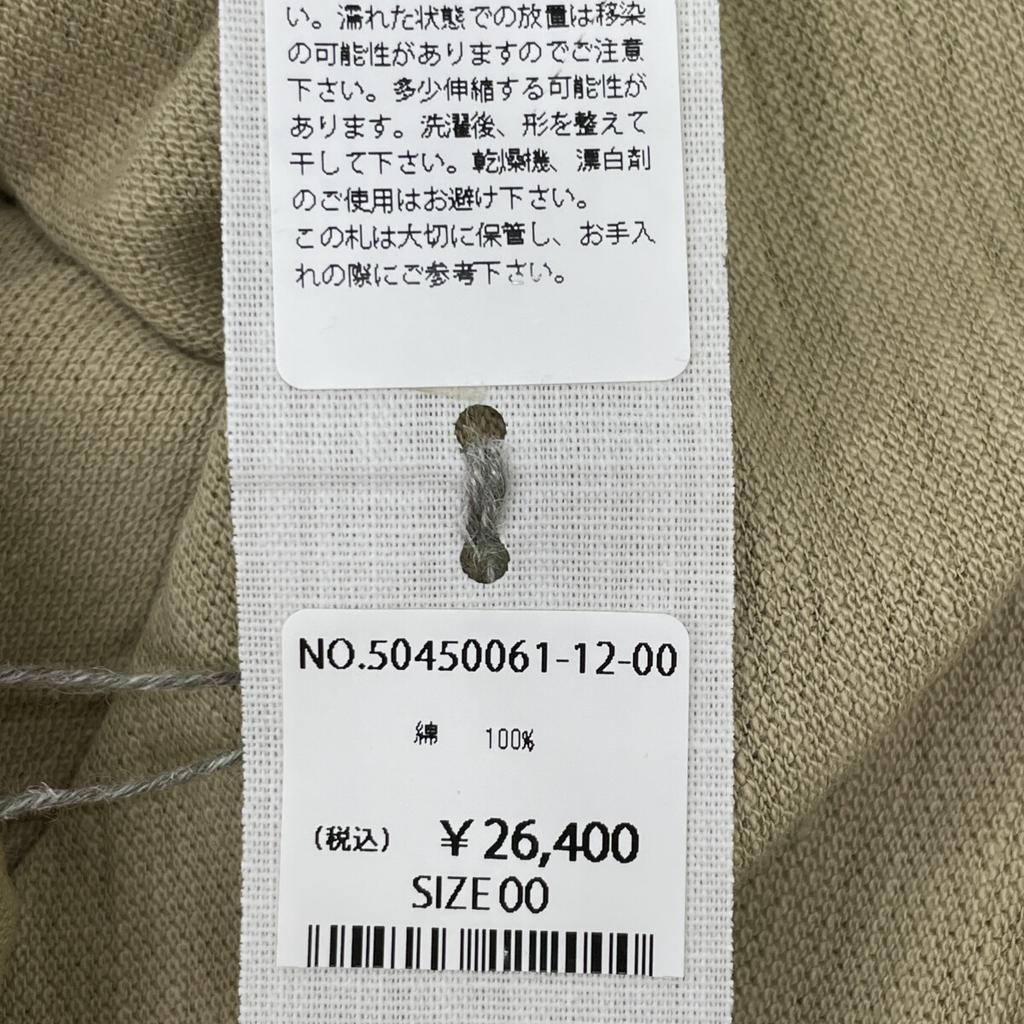 い。濡れた状態での放置は移染
の可能性がありますのでご注意
下さい。多少伸縮する可能性が
あります。洗濯後、形を整えて
干して下さい。乾燥機、漂白剤
のご使用はお避け下さい。
この札は大切に保管し、お手入
れの際にご参考下さい。
NO.50450061-12-00
綿 100%
(税込) ¥26,400
SIZE 00